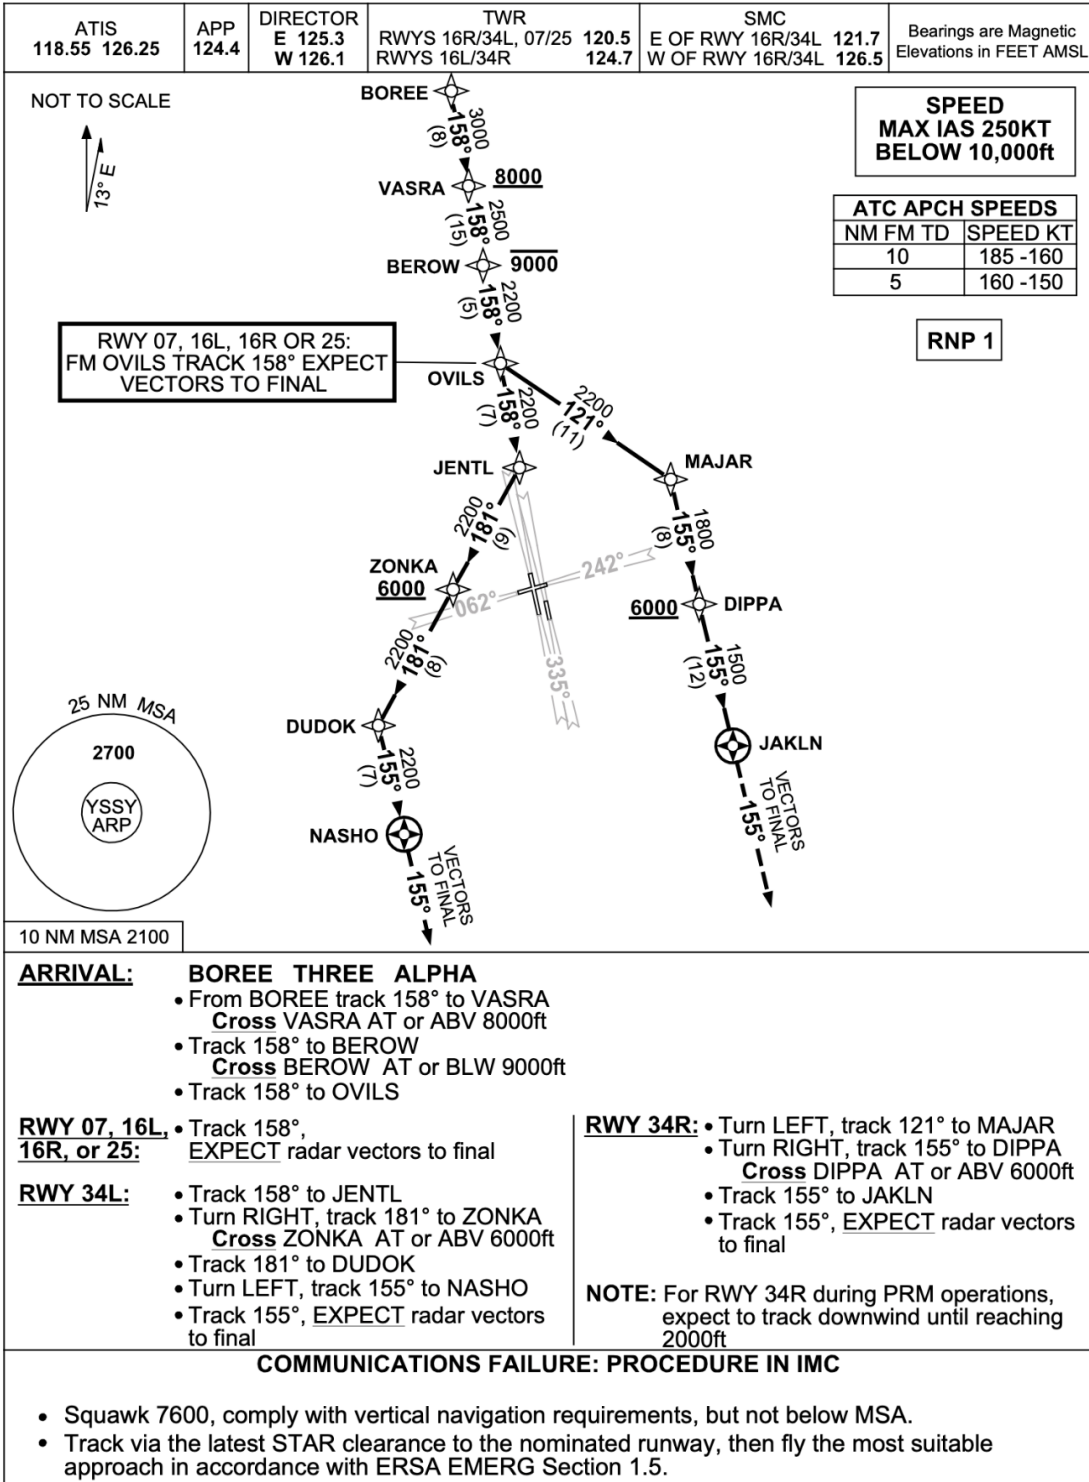 ATIS
118.55 126.25
APP
124.4
DIRECTOR
E 125.3
W 126.1
TWR
RWYS 16R/34L, 07/25 120.5
RWYS 16L/34R 124.7
SMC
E OF RWY 16R/34L 121.7
W OF RWY 16R/34L 126.5
Bearings are Magnetic
Elevations in FEET AMSL
NOT TO SCALE
13° E
SPEED
MAX IAS 250KT
BELOW 10,000ft
ATC APCH SPEEDS
NM FM TD SPEED KT
10 185 -160
5 160 -150
RNP 1
BOREE
3000
158°
(8)
VASRA
8000
2500
158°
(15)
BEROW
9000
2200
158°
(5)
RWY 07, 16L, 16R OR 25:
FM OVILS TRACK 158° EXPECT
VECTORS TO FINAL
OVILS
2200
158°
(7)
2200
121°
(11)
JENTL
MAJAR
2200
181°
(9)
1800
155°
(8)
ZONKA
6000
062°
242°
335°
6000
DIPPA
2200
181°
(8)
1500
155°
(12)
DUDOK
JAKLN
2200
155°
(7)
VECTORS
TO FINAL
155°
NASHO
VECTORS
TO FINAL
155°
25 NM MSA
2700
YSSY
ARP
10 NM MSA 2100
ARRIVAL: BOREE THREE ALPHA
• From BOREE track 158° to VASRA
Cross VASRA AT or ABV 8000ft
• Track 158° to BEROW
Cross BEROW AT or BLW 9000ft
• Track 158° to OVILS
RWY 07, 16L, • Track 158°,
16R, or 25: EXPECT radar vectors to final
RWY 34L: • Track 158° to JENTL
• Turn RIGHT, track 181° to ZONKA
Cross ZONKA AT or ABV 6000ft
• Track 181° to DUDOK
• Turn LEFT, track 155° to NASHO
• Track 155°, EXPECT radar vectors
to final
RWY 34R: • Turn LEFT, track 121° to MAJAR
• Turn RIGHT, track 155° to DIPPA
Cross DIPPA AT or ABV 6000ft
• Track 155° to JAKLN
• Track 155°, EXPECT radar vectors
to final
NOTE: For RWY 34R during PRM operations,
expect to track downwind until reaching
2000ft
COMMUNICATIONS FAILURE: PROCEDURE IN IMC
• Squawk 7600, comply with vertical navigation requirements, but not below MSA.
• Track via the latest STAR clearance to the nominated runway, then fly the most suitable
approach in accordance with ERSA EMERG Section 1.5.